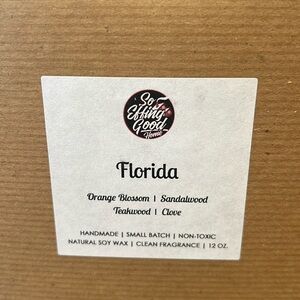 So
Effing
Good
Home
Florida
Orange Blossom | Sandalwood
Teakwood | Clove
HANDMADE | SMALL BATCH | NON-TOXIC
NATURAL SOY WAX | CLEAN FRAGRANCE | 12 OZ.